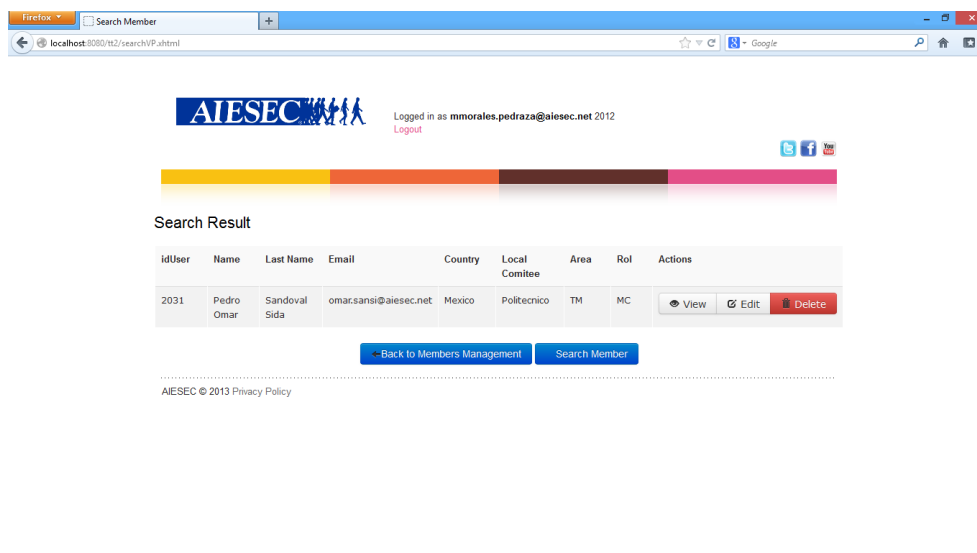 Firefox
Search Member
localhost:8080/tt2/searchVP.xhtml
Google
AIESEC
Logged in as mmorales.pedraza@aiesec.net 2012
Logout
You
Search Result
idUser Name Last Name Email Country Local Comitee Area Rol Actions
2031 Pedro Omar Sandoval Sida omar.sansi@aiesec.net Mexico Politecnico TM MC View Edit Delete
Back to Members Management Search Member
AIESEC © 2013 Privacy Policy